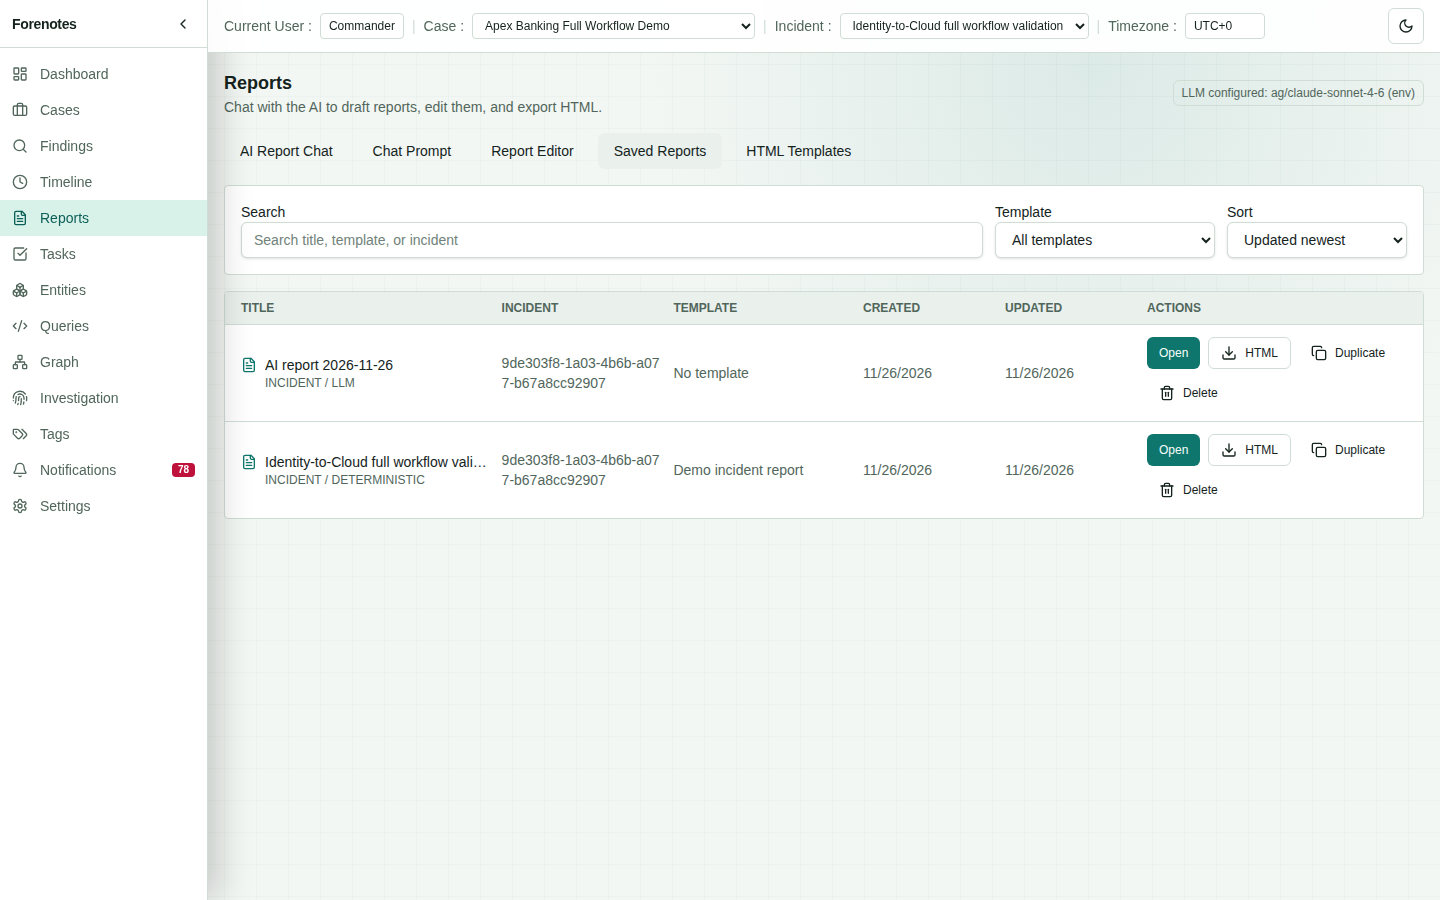 Forenotes
Current User :
Commander
Case :
Apex Banking Full Workflow Demo
Incident :
Identity-to-Cloud full workflow validation
Timezone :
UTC+0
Dashboard
Cases
Findings
Timeline
Reports
Tasks
Entities
Queries
Graph
Investigation
Tags
Notifications
78
Settings
Reports
Chat with the AI to draft reports, edit them, and export HTML.
LLM configured: ag/claude-sonnet-4-6 (env)
AI Report Chat
Chat Prompt
Report Editor
Saved Reports
HTML Templates
Search
Search title, template, or incident
Template
All templates
Sort
Updated newest
TITLE
INCIDENT
TEMPLATE
CREATED
UPDATED
ACTIONS
AI report 2026-11-26
INCIDENT / LLM
9de303f8-1a03-4b6b-a07
7-b67a8cc92907
No template
11/26/2026
11/26/2026
Open
HTML
Duplicate
Delete
Identity-to-Cloud full workflow vali…
INCIDENT / DETERMINISTIC
9de303f8-1a03-4b6b-a07
7-b67a8cc92907
Demo incident report
11/26/2026
11/26/2026
Open
HTML
Duplicate
Delete